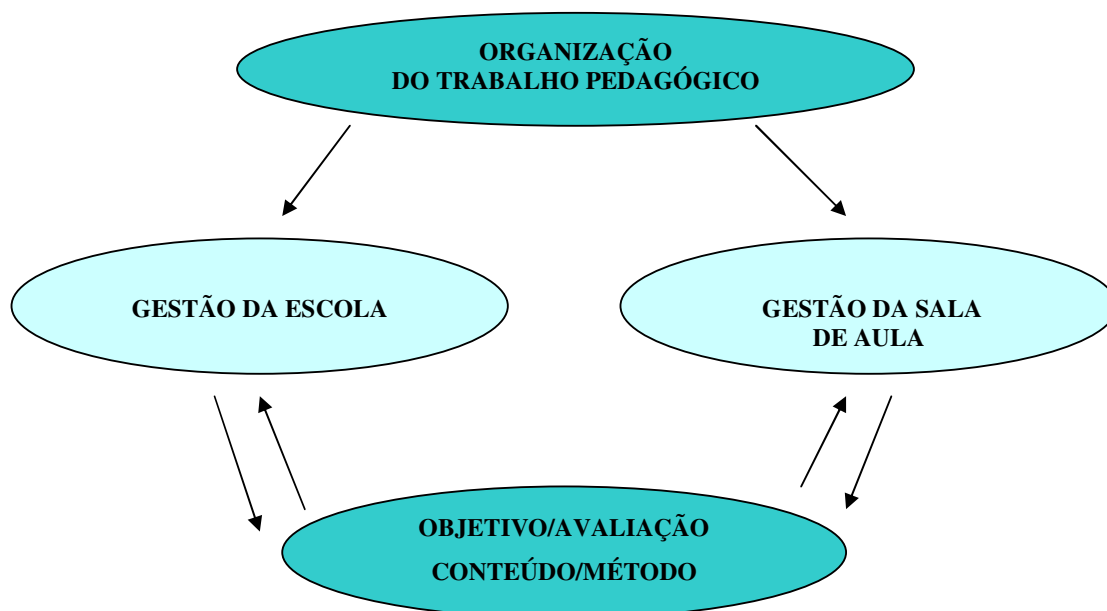 ORGANIZAÇÃO
DO TRABALHO PEDAGÓGICO
GESTÃO DA ESCOLA
GESTÃO DA SALA
DE AULA
OBJETIVO/AVALIAÇÃO
CONTEÚDO/MÉTODO